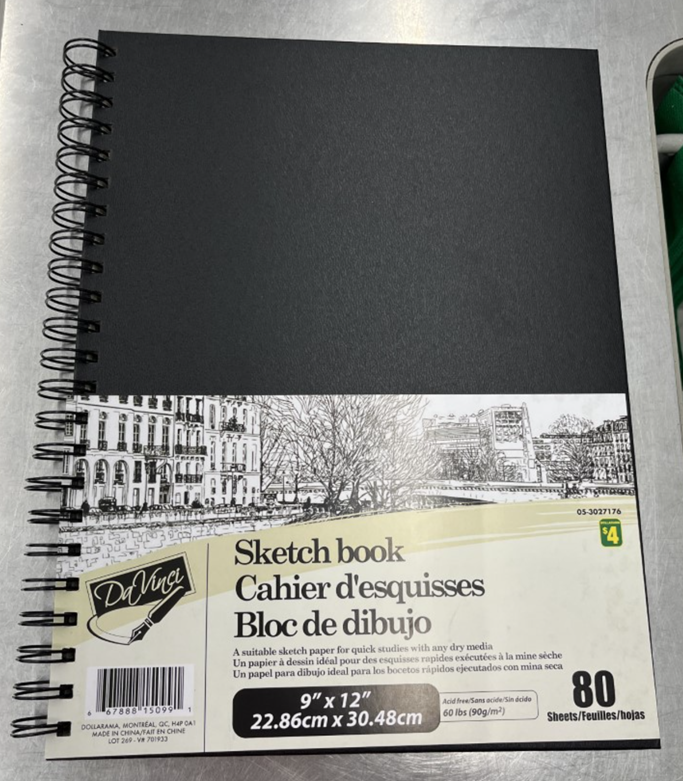 05-3027176
DOLLARAMA
$4
Sketch book
Cahier d'esquisses
Bloc de dibujo
DaVinci
A suitable sketch paper for quick studies with any dry media
Un papier à dessin idéal pour des esquisses rapides exécutées à la mine sèche
Un papel para dibujo ideal para los bocetos rápidos ejecutados con mina seca
6 67888 15099 1
DOLLARAMA, MONTRÉAL, QC, H4P 0A1
MADE IN CHINA/FAIT EN CHINE
LOT 269 - V# 701933
9" x 12"
22.86cm x 30.48cm
Acid free/Sans acide/Sin ácido
60 lbs (90g/m²)
80
Sheets/Feuilles/hojas